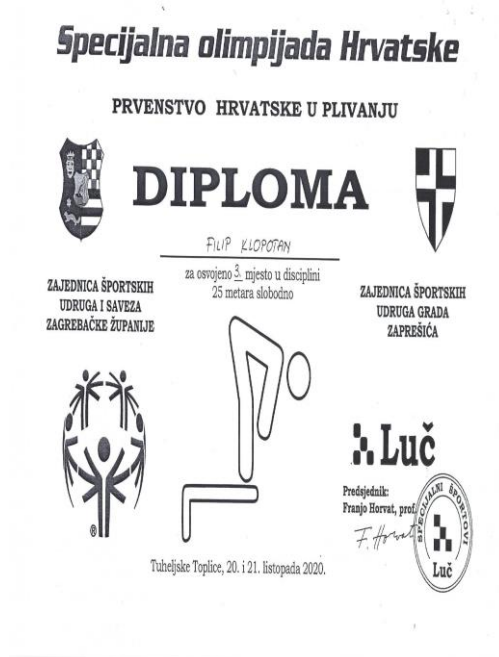 Specijalna olimpijada Hrvatske
PRVENSTVO HRVATSKE U PLIVANJU
DIPLOMA
FILIP KLOPOTAN
za osvojeno 3. mjesto u disciplini
25 metara slobodno
ZAJEDNICA ŠPORTSKIH
UDRUGA I SAVEZA
ZAGREBAČKE ŽUPANIJE
ZAJEDNICA ŠPORTSKIH
UDRUGA GRADA
ZAPREŠIĆA
®
Luč
Predsjednik:
Franjo Horvat, prof.
F. Horvat
SPECIJALNI ŠPORTOVI
Luč
Tuheljske Toplice, 20. i 21. listopada 2020.